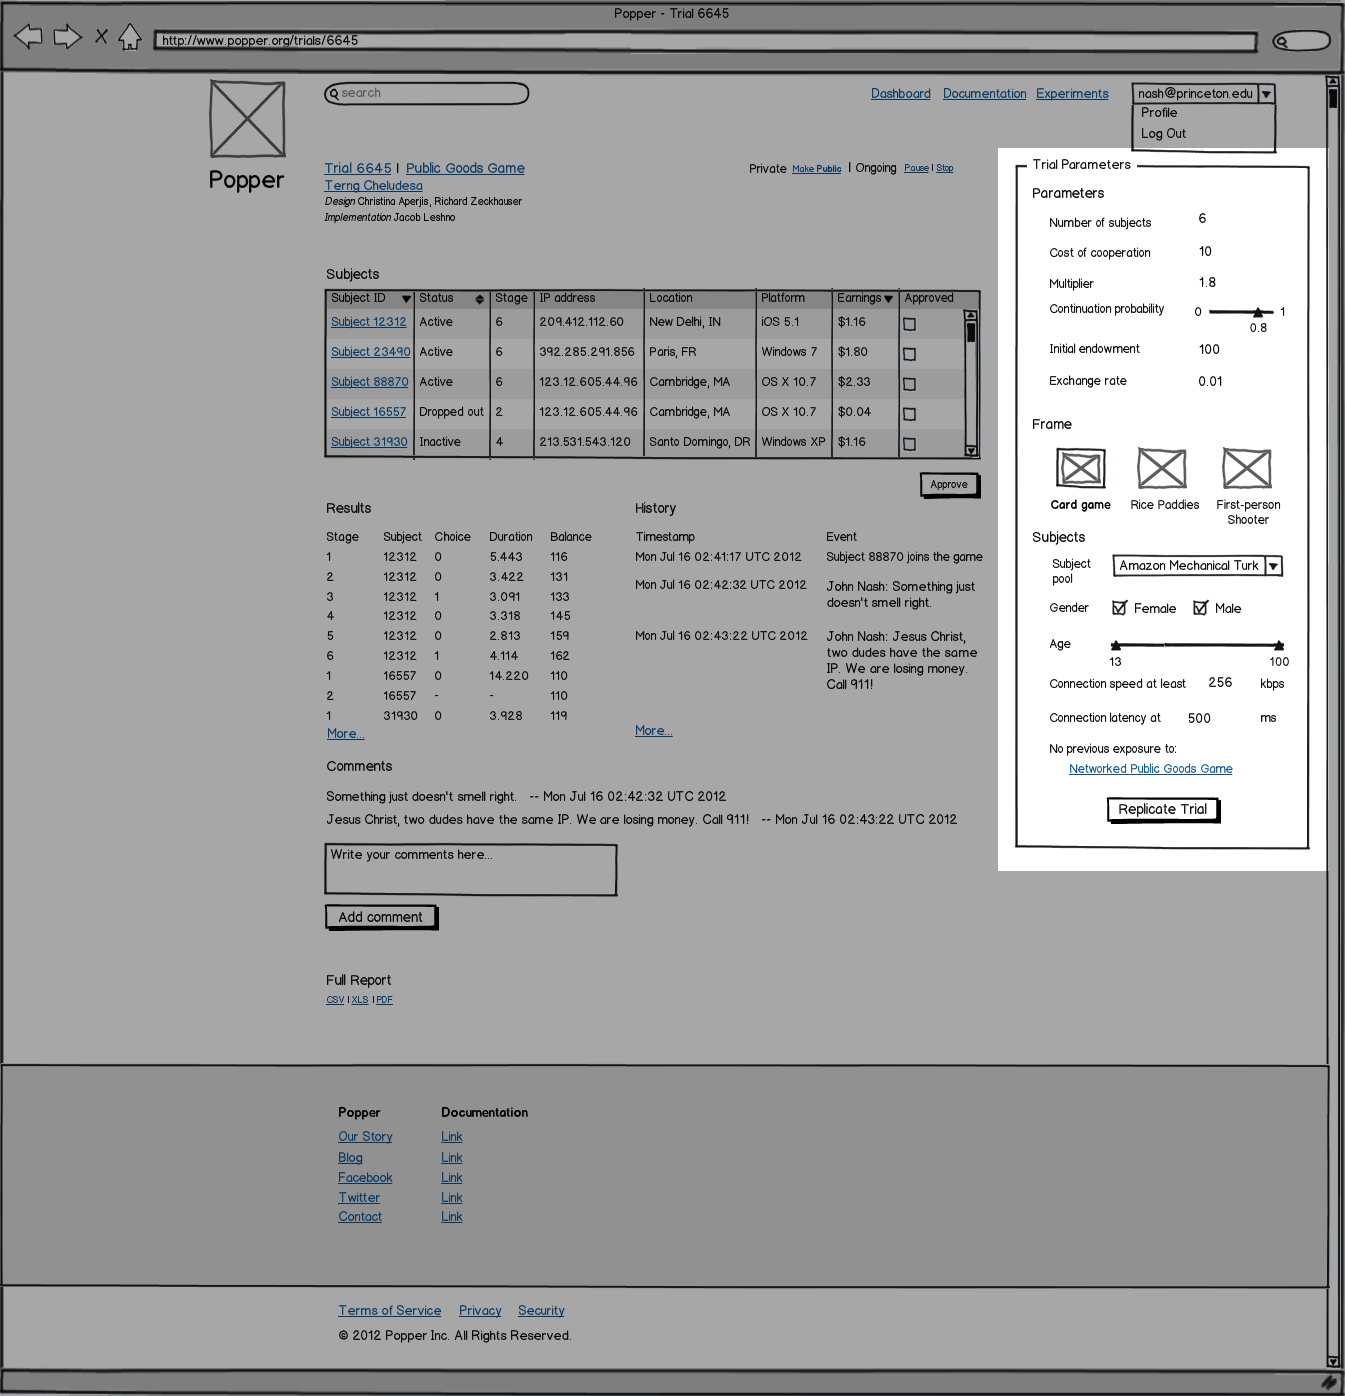 Popper - Trial 6645
http://www.popper.org/trials/6645
search
Dashboard Documentation Experiments
nash@princeton.edu
Profile
Log Out
Popper
Trial 6645 | Public Goods Game
Terng Cheludesa
Design Christina Aperjis, Richard Zeckhauser
Implementation Jacob Leshno
Private Make Public | Ongoing Pause | Stop
Subjects
Subject ID Status Stage IP address Location Platform Earnings Approved
Subject 12312 Active 6 209.412.112.60 New Delhi, IN iOS 5.1 $1.16
Subject 23490 Active 6 392.285.291.856 Paris, FR Windows 7 $1.80
Subject 88870 Active 6 123.12.605.44.96 Cambridge, MA OS X 10.7 $2.33
Subject 16557 Dropped out 2 123.12.605.44.96 Cambridge, MA OS X 10.7 $0.04
Subject 31930 Inactive 4 213.531.543.120 Santo Domingo, DR Windows XP $1.16
Approve
Results
Stage Subject Choice Duration Balance
1 12312 0 5.443 116
2 12312 0 3.422 131
3 12312 1 3.091 133
4 12312 0 3.318 145
5 12312 0 2.813 159
6 12312 1 4.114 162
1 16557 0 14.220 110
2 16557 - - 110
1 31930 0 3.928 119
More...
History
Timestamp Event
Mon Jul 16 02:41:17 UTC 2012 Subject 88870 joins the game
Mon Jul 16 02:42:32 UTC 2012 John Nash: Something just
doesn't smell right.
Mon Jul 16 02:43:22 UTC 2012 John Nash: Jesus Christ,
two dudes have the same
IP. We are losing money.
Call 911!
More...
Comments
Something just doesn't smell right. -- Mon Jul 16 02:42:32 UTC 2012
Jesus Christ, two dudes have the same IP. We are losing money. Call 911! -- Mon Jul 16 02:43:22 UTC 2012
Write your comments here...
Add comment
Full Report
CSV | XLS | PDF
Trial Parameters
Parameters
Number of subjects 6
Cost of cooperation 10
Multiplier 1.8
Continuation probability 0 1
0.8
Initial endowment 100
Exchange rate 0.01
Frame
Card game Rice Paddies First-person
Shooter
Subjects
Subject
pool
Amazon Mechanical Turk
Gender Female Male
Age
13 100
Connection speed at least 256 kbps
Connection latency at 500 ms
No previous exposure to:
Networked Public Goods Game
Replicate Trial
Popper Documentation
Our Story Link
Blog Link
Facebook Link
Twitter Link
Contact Link
Terms of Service Privacy Security
© 2012 Popper Inc. All Rights Reserved.